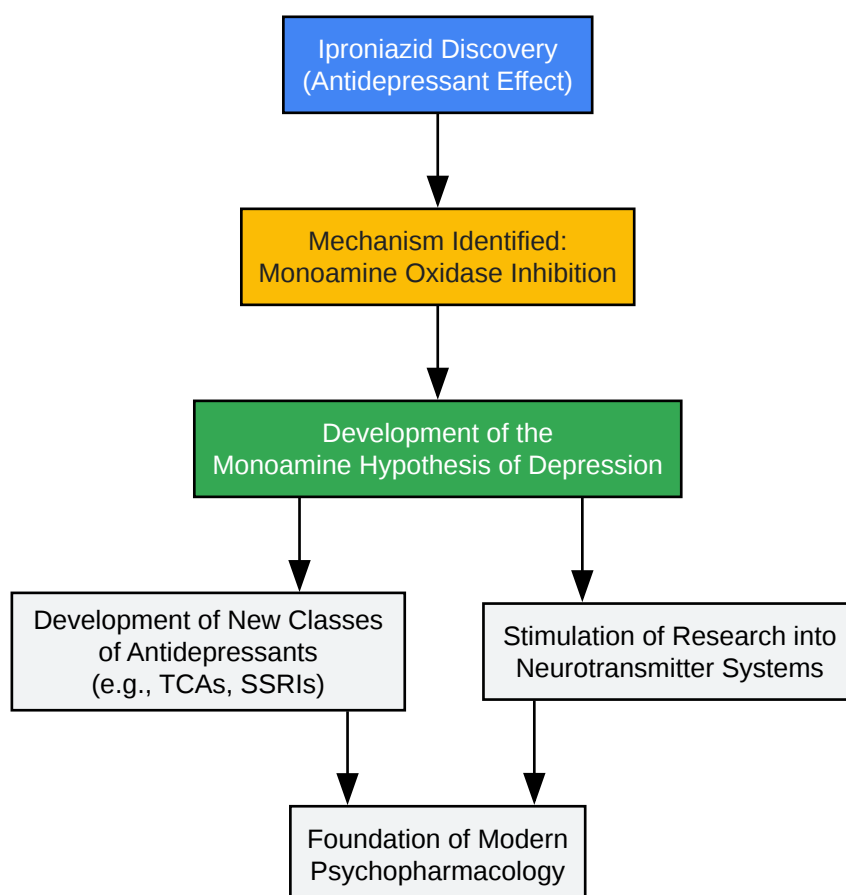 Iproniazid Discovery
(Antidepressant Effect)
Mechanism Identified:
Monoamine Oxidase Inhibition
Development of the
Monoamine Hypothesis of Depression
Development of New Classes
of Antidepressants
(e.g., TCAs, SSRIs)
Stimulation of Research into
Neurotransmitter Systems
Foundation of Modern
Psychopharmacology